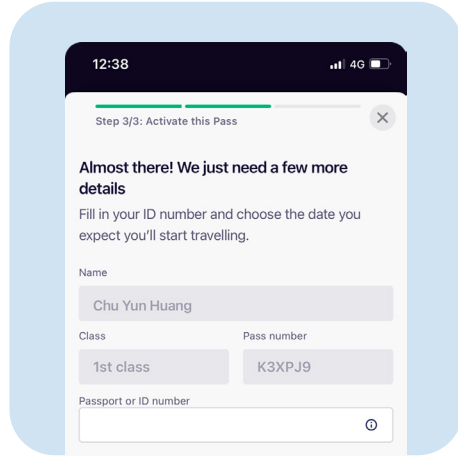 12:38
4G
Step 3/3: Activate this Pass
Almost there! We just need a few more
details
Fill in your ID number and choose the date you
expect you'll start travelling.
Name
Chu Yun Huang
Class
Pass number
1st class
K3XPJ9
Passport or ID number